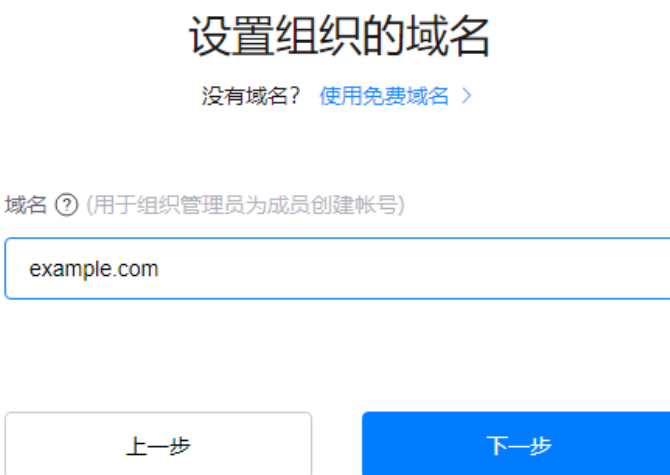 设置组织的域名
没有域名? 使用免费域名 >
域名 ? (用于组织管理员为成员创建帐号)
example.com
上一步 下一步